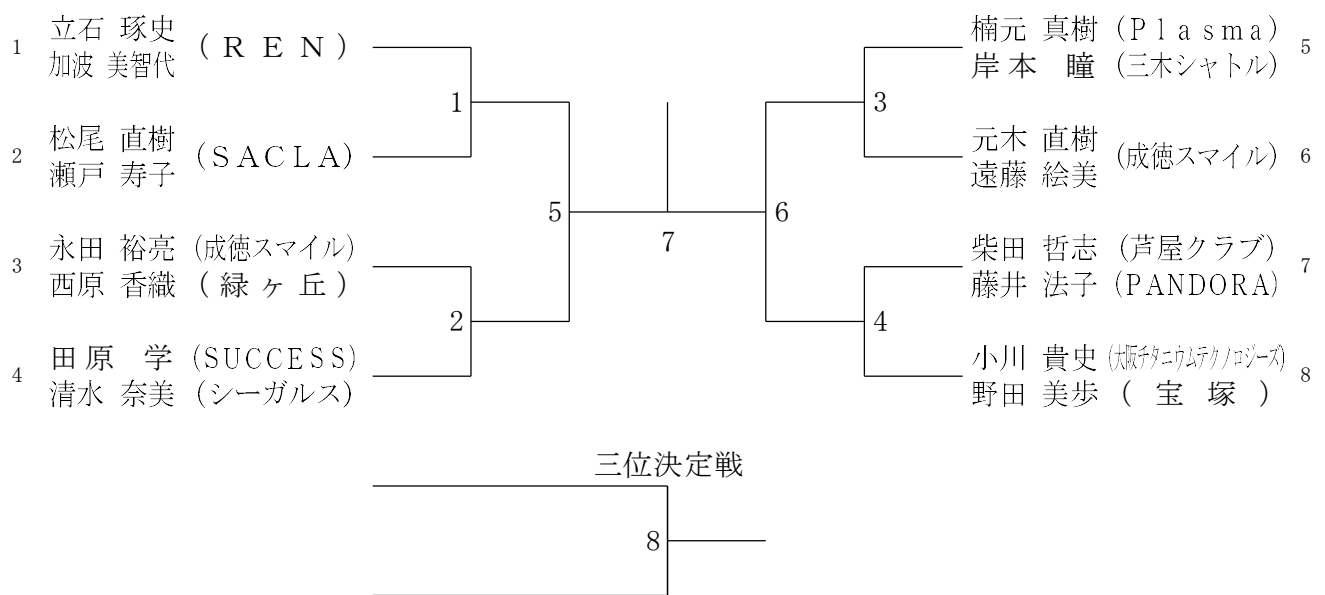 1 立石 琢史 (ＲＥＮ)
加波 美智代
1
2 松尾 直樹 (SACLA)
瀬戸 寿子
5
3 永田 裕亮 (成徳スマイル)
西原 香織 (緑ヶ丘)
2
4 田原 学 (SUCCESS)
清水 奈美 (シーガルス)
7
楠元 真樹 (Plasma) 5
岸本 瞳 (三木シャトル)
3
元木 直樹 (成徳スマイル) 6
遠藤 絵美
6
柴田 哲志 (芦屋クラブ) 7
藤井 法子 (PANDORA)
4
小川 貴史 (大阪チタニウムテクノロジーズ) 8
野田 美歩 (宝塚)
三位決定戦
8